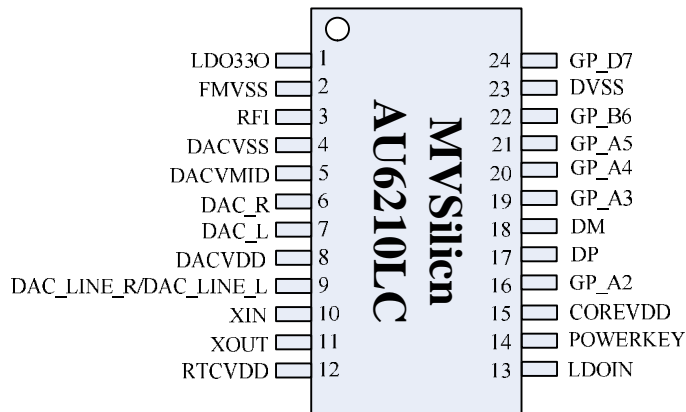 LDO33O 1 24 GP_D7
FMVSS 2 23 DVSS
RFI 3 22 GP_B6
DACVSS 4 21 GP_A5
DACVMID 5 20 GP_A4
DAC_R 6 19 GP_A3
DAC_L 7 18 DM
DACVDD 8 17 DP
DAC_LINE_R/DAC_LINE_L 9 16 GP_A2
XIN 10 15 COREVDD
XOUT 11 14 POWERKEY
RTCVDD 12 13 LDOIN
MVSilicn
AU6210LC